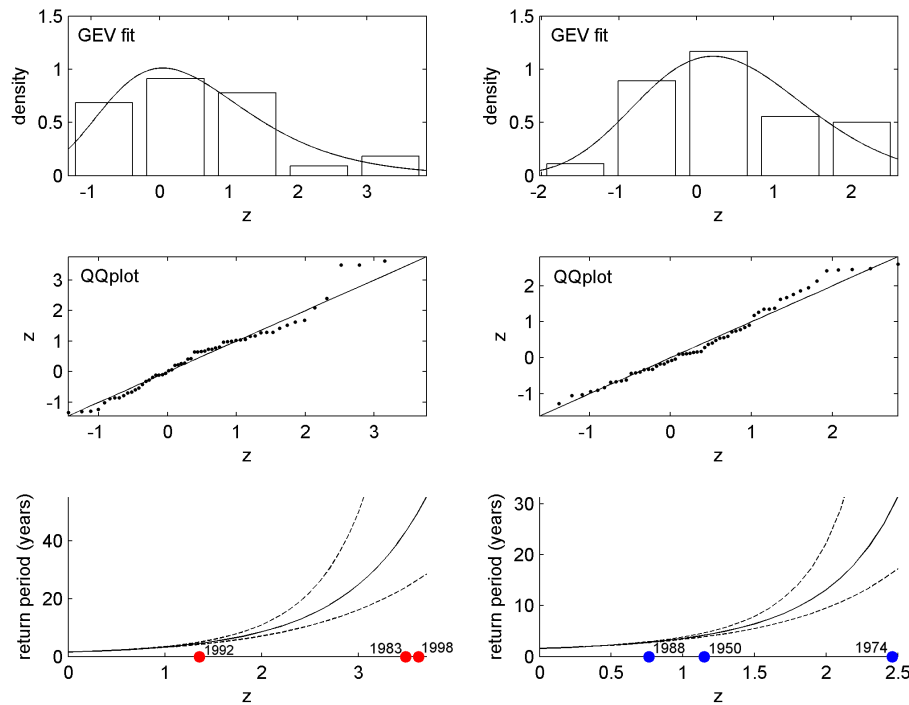 GEV fit
density
1.5
1
0.5
0
-1 0 1 2 3
z
GEV fit
density
1.5
1
0.5
0
-2 -1 0 1 2
z
QQplot
z
3
2
1
0
-1
-1 0 1 2 3
z
QQplot
z
2
1
0
-1
-1 0 1 2
z
return period (years)
40
20
0
1992
1983
1998
0 1 2 3
z
return period (years)
30
20
10
0
1988
1950
1974
0 0.5 1 1.5 2 2.5
z